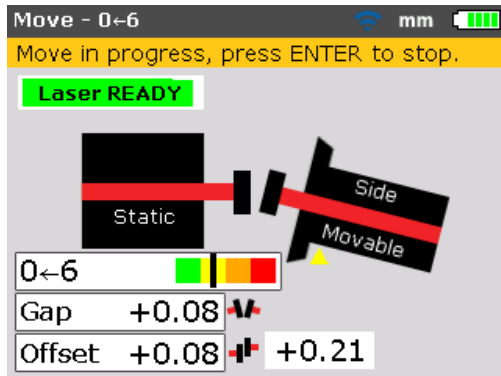 Move - 0←6 mm
Move in progress, press ENTER to stop.
Laser READY
Static
Side
Movable
0←6
Gap +0.08
Offset +0.08 +0.21